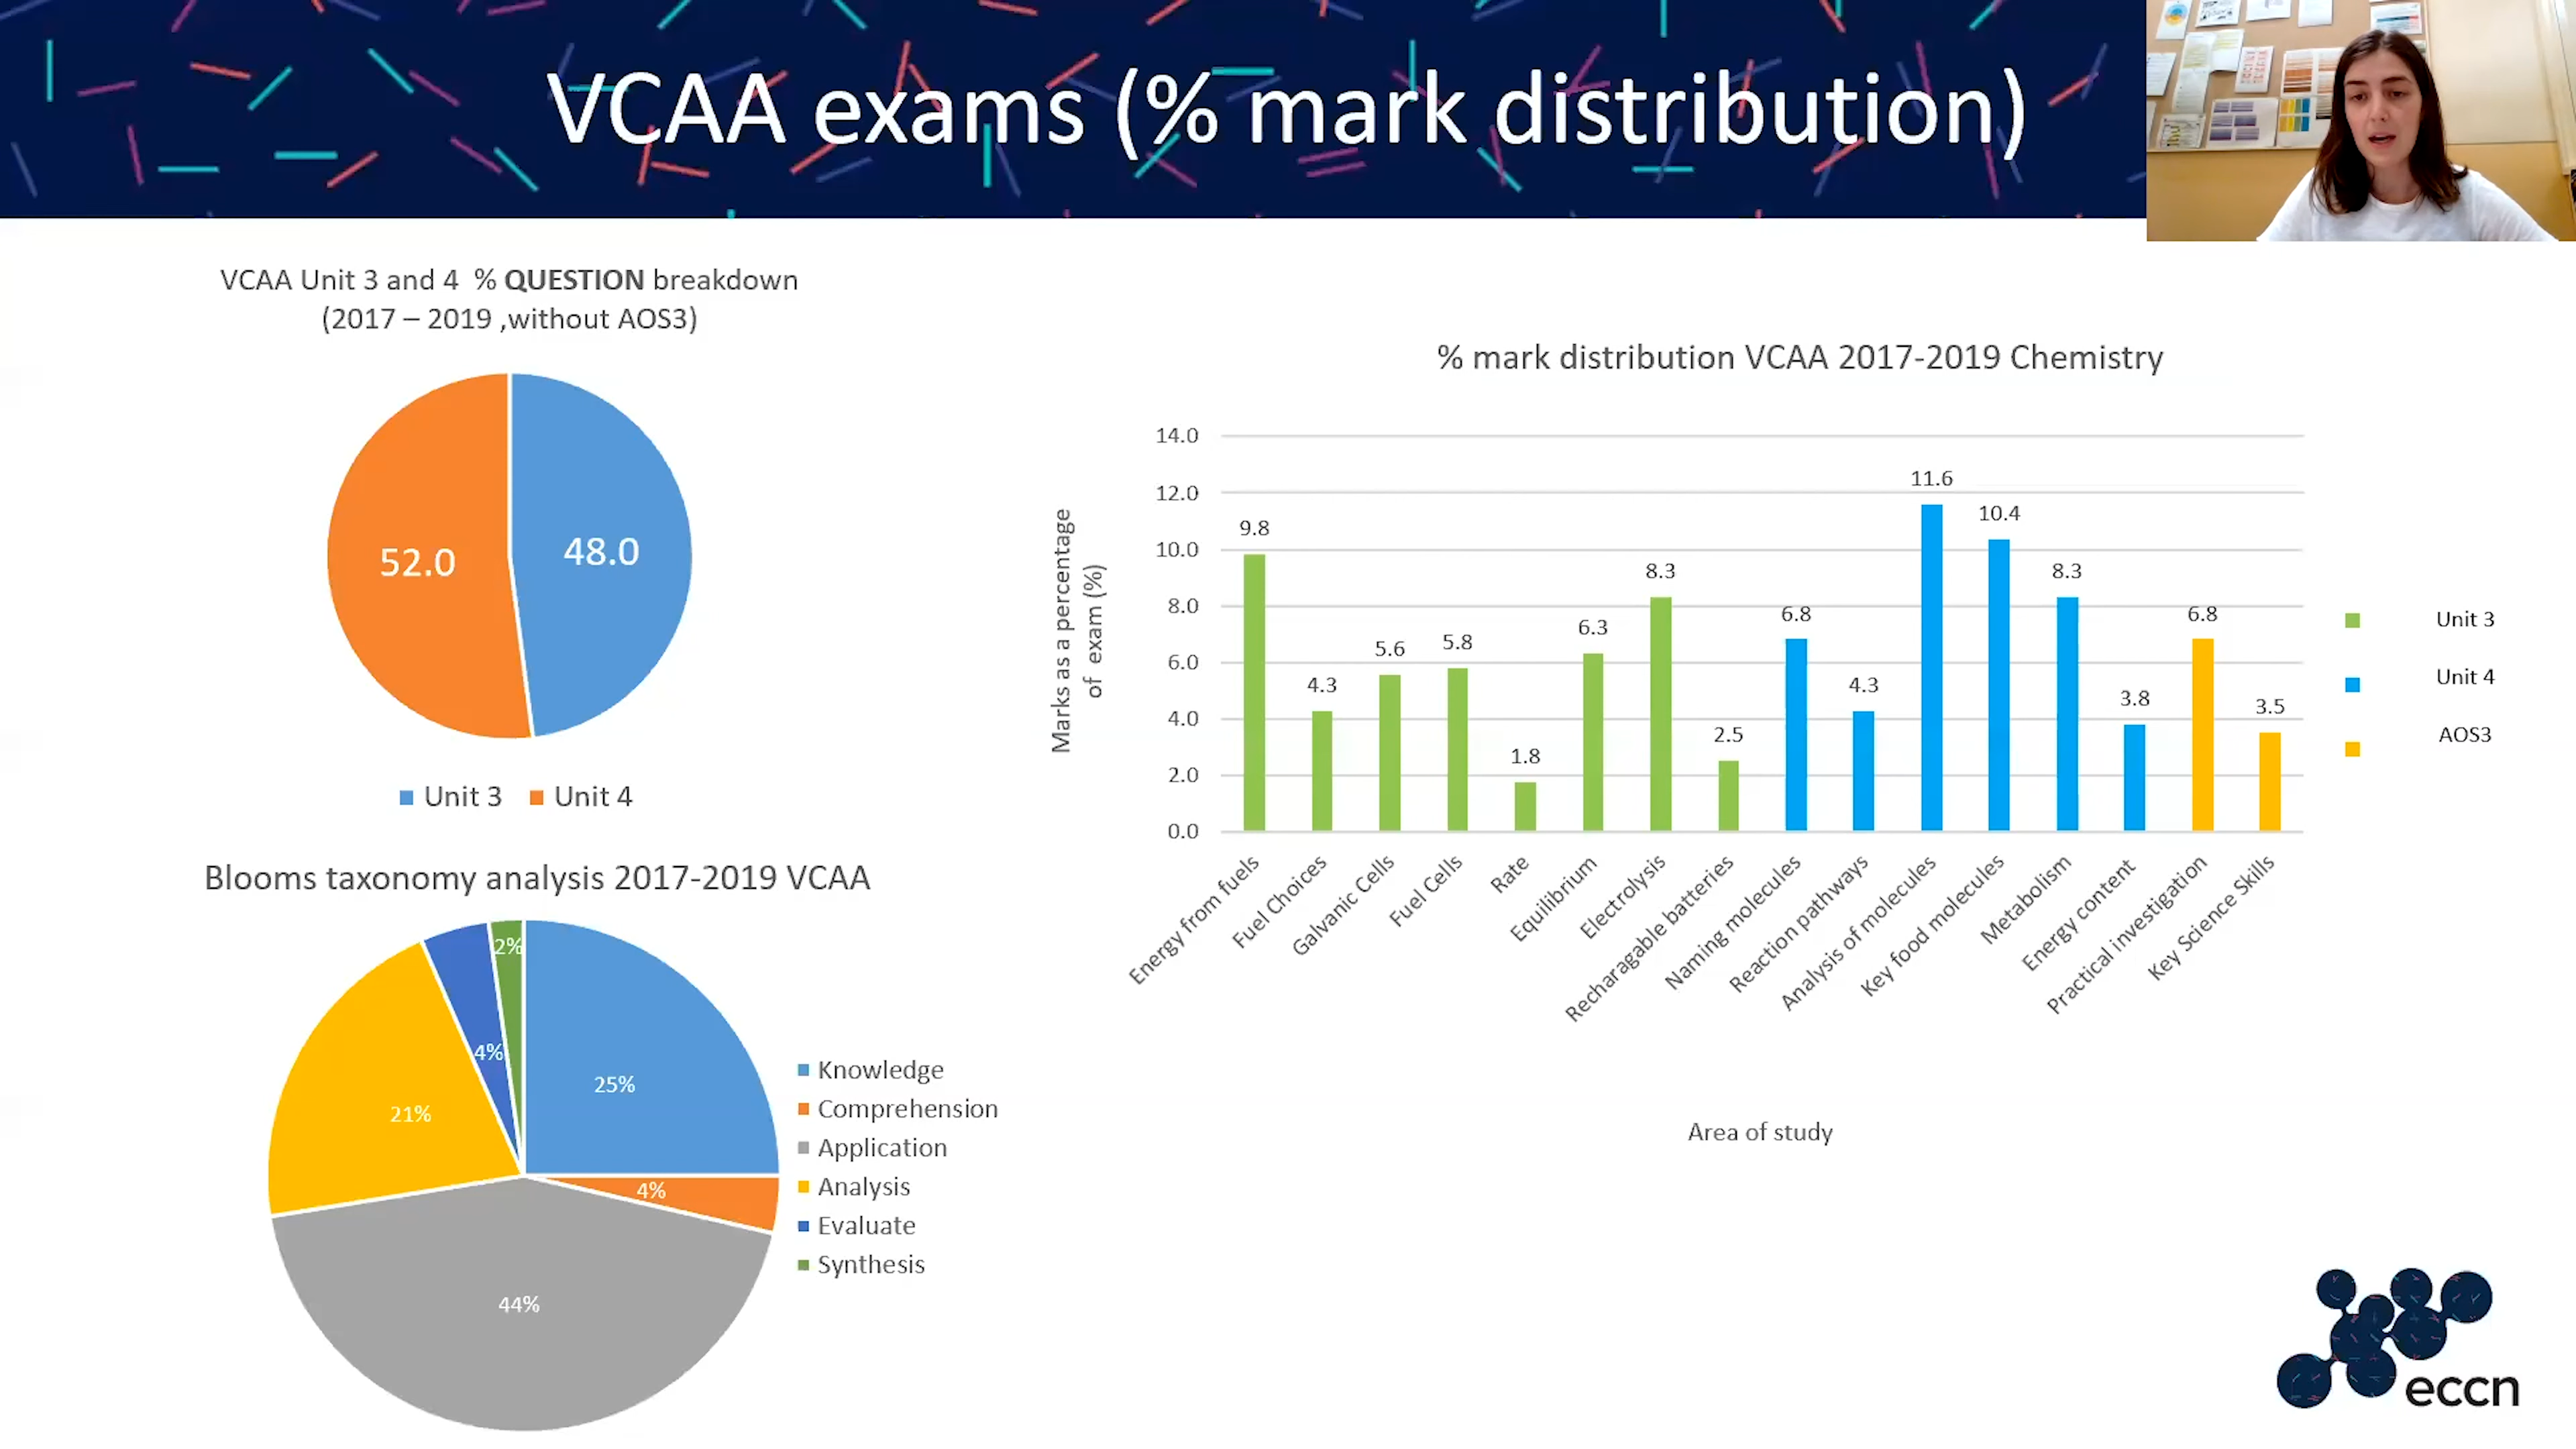 VCAA exams (% mark distribution)
VCAA Unit 3 and 4 % QUESTION breakdown
(2017 – 2019 ,without AOS3)
52.0
48.0
Unit 3
Unit 4
Blooms taxonomy analysis 2017-2019 VCAA
2%
4%
25%
21%
4%
44%
Knowledge
Comprehension
Application
Analysis
Evaluate
Synthesis
% mark distribution VCAA 2017-2019 Chemistry
Marks as a percentage
of exam (%)
14.0
12.0
10.0
8.0
6.0
4.0
2.0
0.0
9.8
4.3
5.6
5.8
1.8
6.3
8.3
2.5
6.8
4.3
11.6
10.4
8.3
3.8
6.8
3.5
Energy from fuels
Fuel Choices
Galvanic Cells
Fuel Cells
Rate
Equilibrium
Electrolysis
Recharagable batteries
Naming molecules
Reaction pathways
Analysis of molecules
Key food molecules
Metabolism
Energy content
Practical investigation
Key Science Skills
Area of study
Unit 3
Unit 4
AOS3
eccn